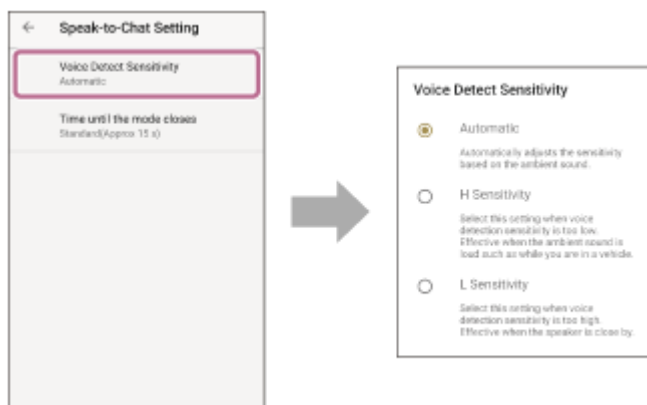 Speak-to-Chat Setting
Voice Detect Sensitivity
Automatic
Time until the mode closes
Standard(Approx 15 s)
Voice Detect Sensitivity
Automatic
Automatically adjusts the sensitivity
based on the ambient sound.
H Sensitivity
Select this setting when voice
detection sensitivity is too low.
Effective when the ambient sound is
loud such as while you are in a vehicle.
L Sensitivity
Select this setting when voice
detection sensitivity is too high.
Effective when the speaker is close by.